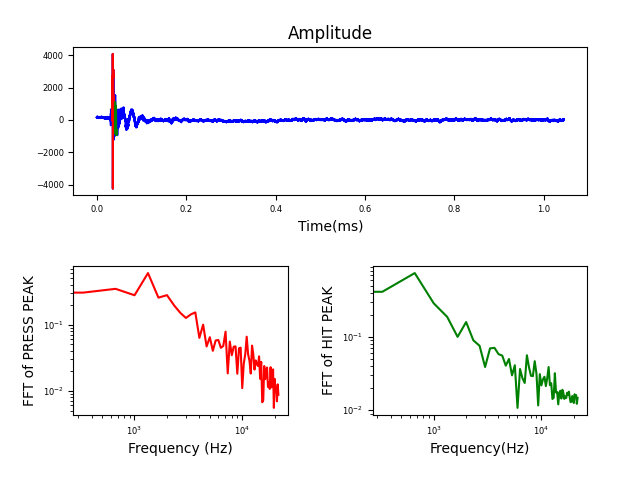 Amplitude
4000
2000
0
−2000
−4000
0.0 0.2 0.4 0.6 0.8 1.0
Time(ms)
FFT of PRESS PEAK
10⁻¹
10⁻²
10³ 10⁴
Frequency (Hz)
FFT of HIT PEAK
10⁻¹
10⁻²
10³ 10⁴
Frequency(Hz)